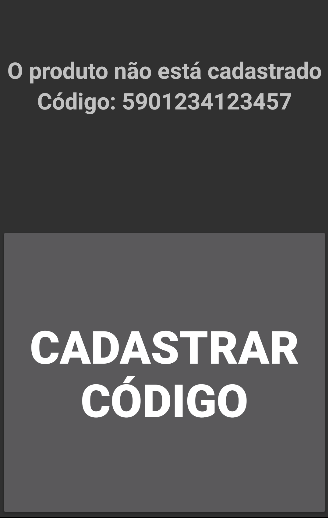 O produto não está cadastrado
Código: 5901234123457
CADASTRAR
CÓDIGO